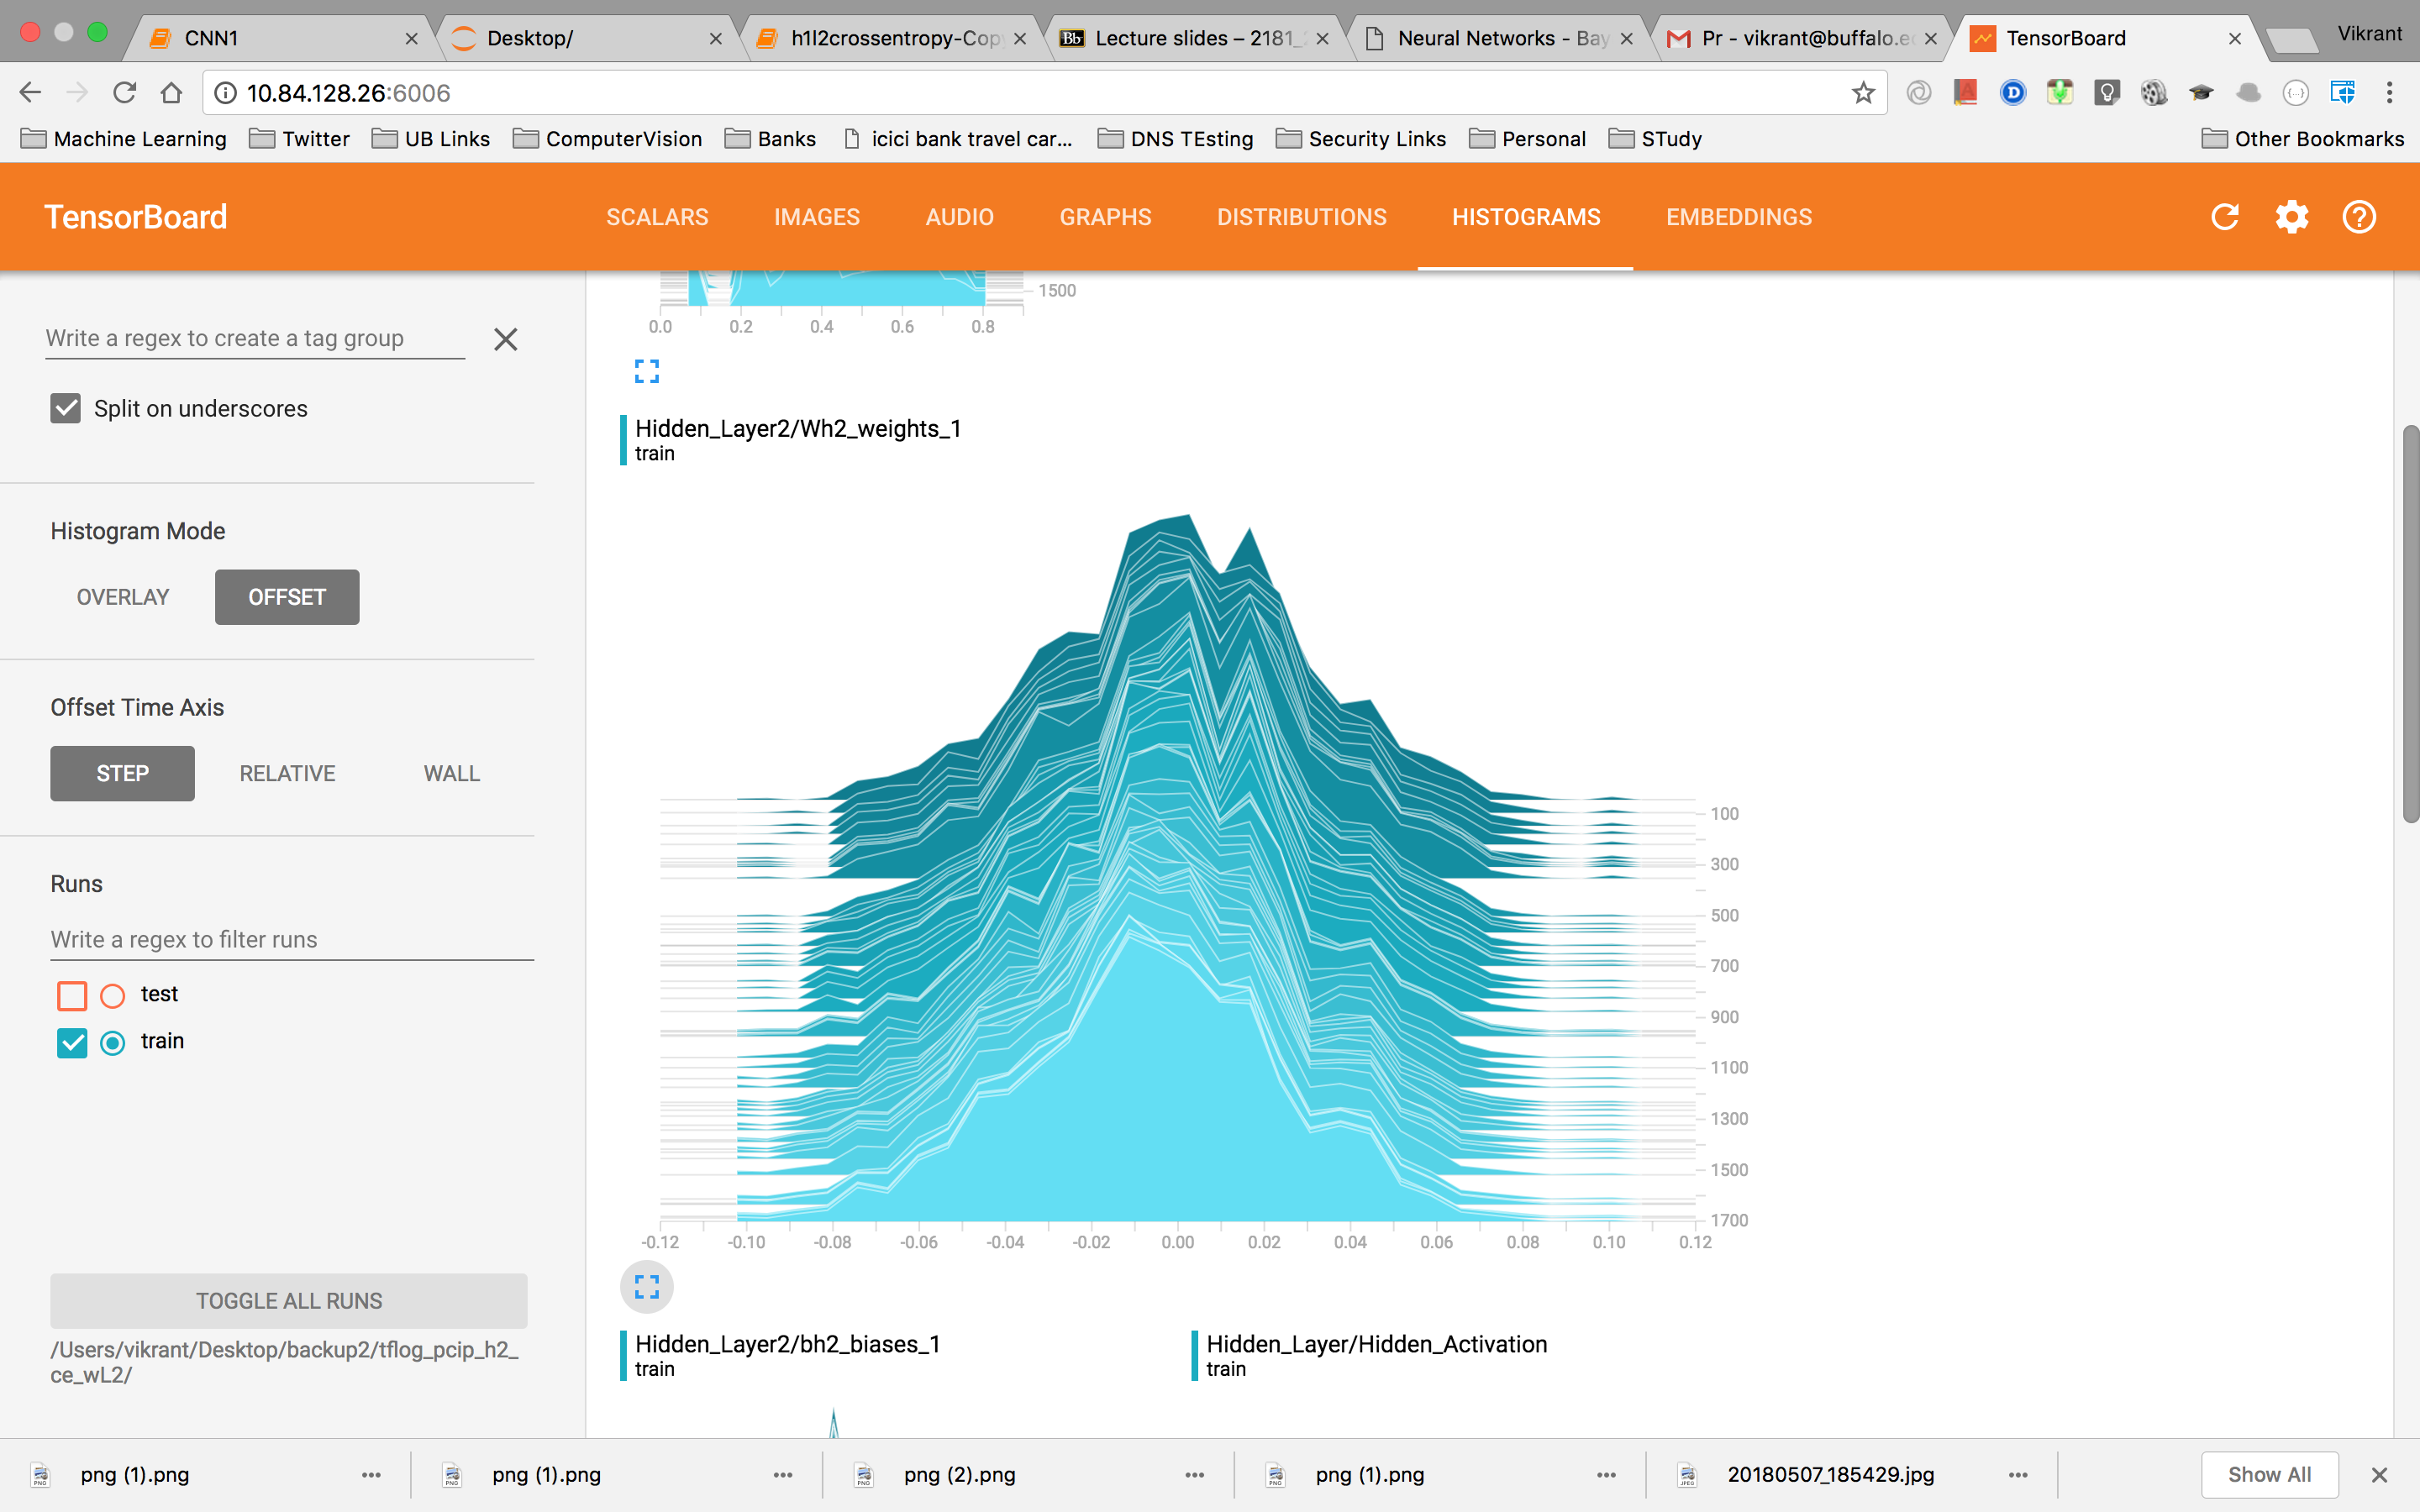 CNN1
Desktop/
h1l2crossentropy-Cop
Lecture slides – 2181_
Neural Networks - Bay
Pr - vikrant@buffalo.e
TensorBoard
Vikrant
10.84.128.26:6006
Machine Learning
Twitter
UB Links
ComputerVision
Banks
icici bank travel car...
DNS TEsting
Security Links
Personal
STudy
Other Bookmarks
TensorBoard
SCALARS
IMAGES
AUDIO
GRAPHS
DISTRIBUTIONS
HISTOGRAMS
EMBEDDINGS
Write a regex to create a tag group
Split on underscores
Histogram Mode
OVERLAY
OFFSET
Offset Time Axis
STEP
RELATIVE
WALL
Runs
Write a regex to filter runs
test
train
TOGGLE ALL RUNS
/Users/vikrant/Desktop/backup2/tflog_pcip_h2_
ce_wL2/
1500
0.0 0.2 0.4 0.6 0.8
Hidden_Layer2/Wh2_weights_1
train
100
300
500
700
900
1100
1300
1500
1700
-0.12 -0.10 -0.08 -0.06 -0.04 -0.02 0.00 0.02 0.04 0.06 0.08 0.10 0.12
Hidden_Layer2/bh2_biases_1
train
Hidden_Layer/Hidden_Activation
train
png (1).png
png (1).png
png (2).png
png (1).png
20180507_185429.jpg
Show All